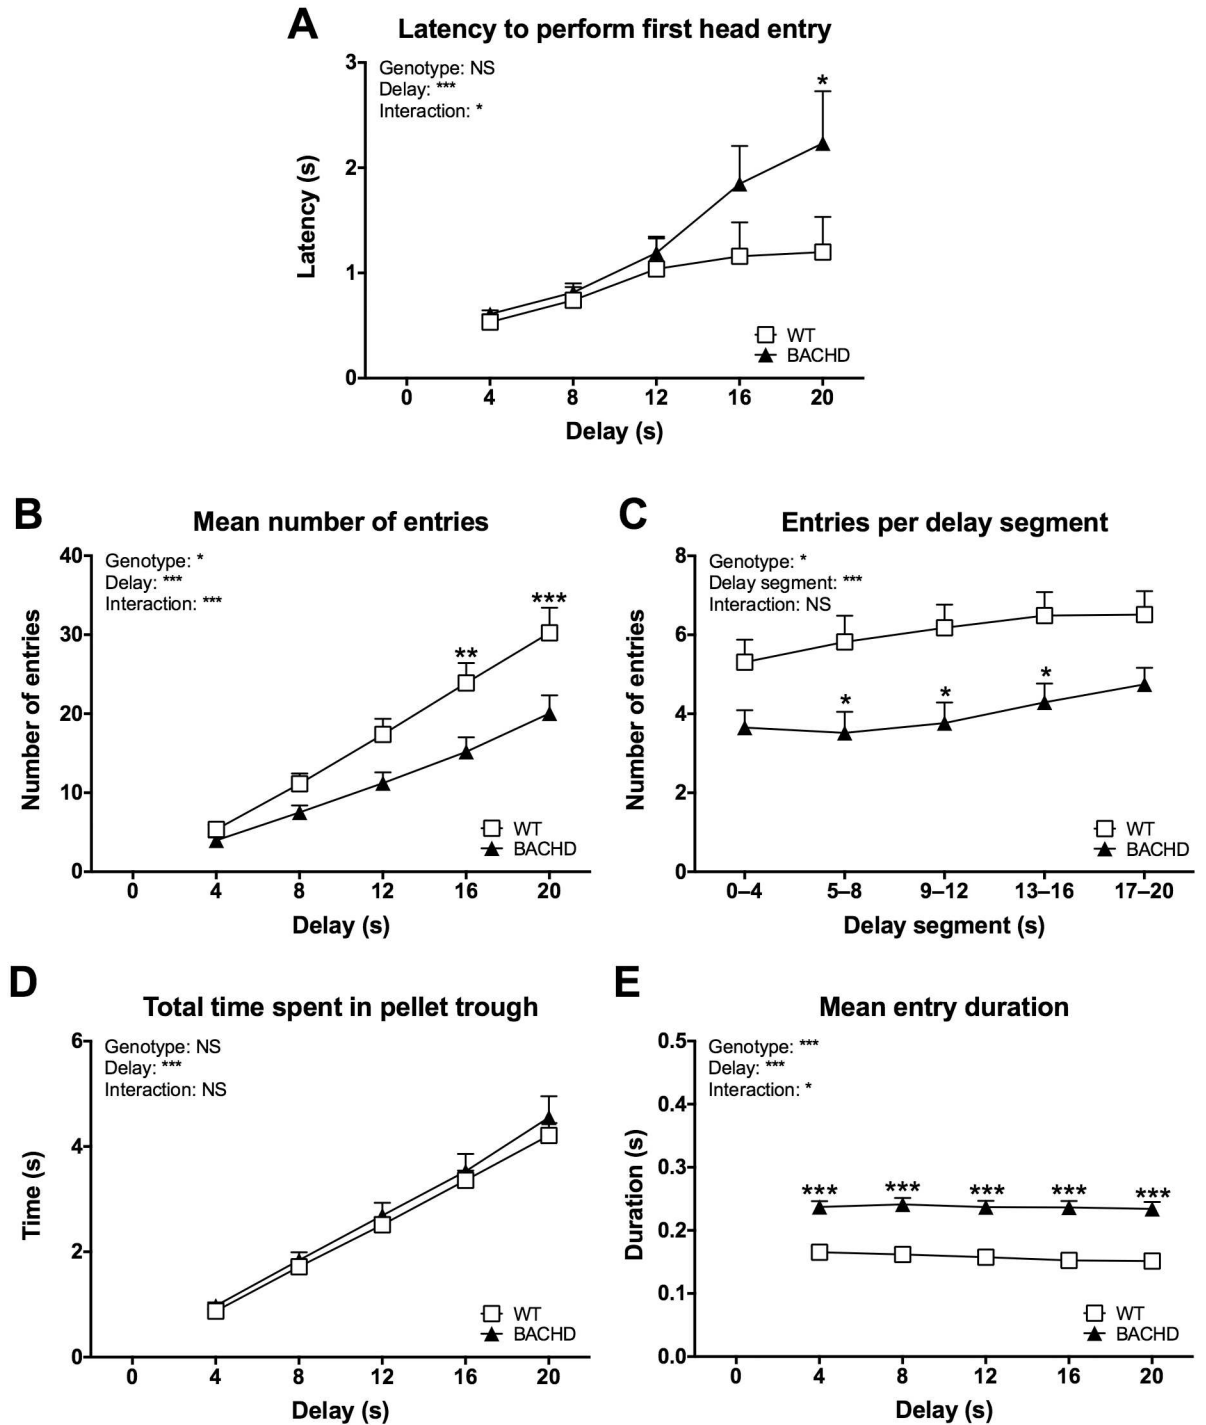 A
Latency to perform first head entry
Genotype: NS
Delay: ***
Interaction: *
*
3
2
1
0
Latency (s)
WT
BACHD
0 4 8 12 16 20
Delay (s)
B
Mean number of entries
Genotype: *
Delay: ***
Interaction: ***
**
***
40
30
20
10
0
Number of entries
WT
BACHD
0 4 8 12 16 20
Delay (s)
C
Entries per delay segment
Genotype: *
Delay segment: ***
Interaction: NS
* * *
8
6
4
2
0
Number of entries
WT
BACHD
0–4 5–8 9–12 13–16 17–20
Delay segment (s)
D
Total time spent in pellet trough
Genotype: NS
Delay: ***
Interaction: NS
6
4
2
0
Time (s)
WT
BACHD
0 4 8 12 16 20
Delay (s)
E
Mean entry duration
Genotype: ***
Delay: ***
Interaction: *
*** *** *** *** ***
0.5
0.4
0.3
0.2
0.1
0.0
Duration (s)
WT
BACHD
0 4 8 12 16 20
Delay (s)